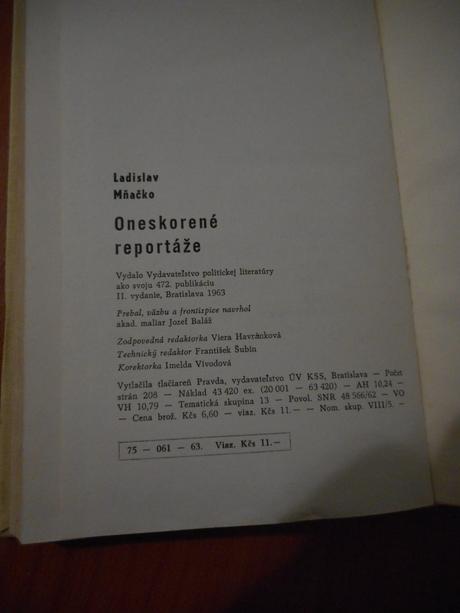 Ladislav
Mňačko
Oneskorené
reportáže
Vydalo Vydavateľstvo politickej literatúry
ako svoju 472. publikáciu
II. vydanie, Bratislava 1963
Prebal, väzbu a frontispice navrhol
akad. maliar Jozef Baláž
Zodpovedná redaktorka Viera Havránková
Technický redaktor František Šubín
Korektorka Imelda Vívodová
Vytlačila tlačiareň Pravda, vydavateľstvo ÚV KSS, Bratislava — Počet
strán 208 — Náklad 43 420 ex. (20 001 — 63 420) — AH 10,24 —
VH 10,79 — Tematická skupina 13 — Povol. SNR 48 566/62 — VO
— Cena brož. Kčs 6,60 — viaz. Kčs 11.— — Nom. skup. VIII/5. —
75 — 061 — 63. Viaz. Kčs 11.—